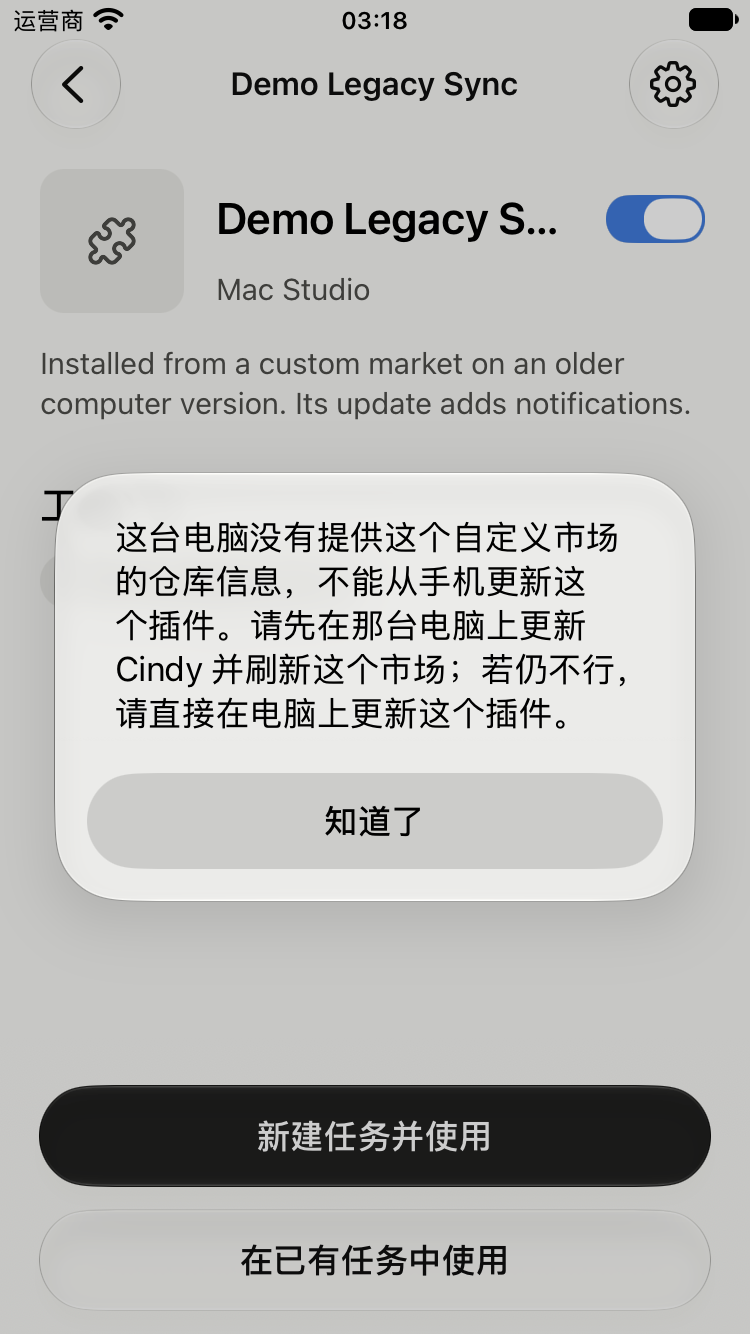 运营商
03:18
Demo Legacy Sync
Demo Legacy S...
Mac Studio
Installed from a custom market on an older
computer version. Its update adds notifications.
这台电脑没有提供这个自定义市场
的仓库信息，不能从手机更新这
个插件。请先在那台电脑上更新
Cindy 并刷新这个市场；若仍不行，
请直接在电脑上更新这个插件。
知道了
新建任务并使用
在已有任务中使用